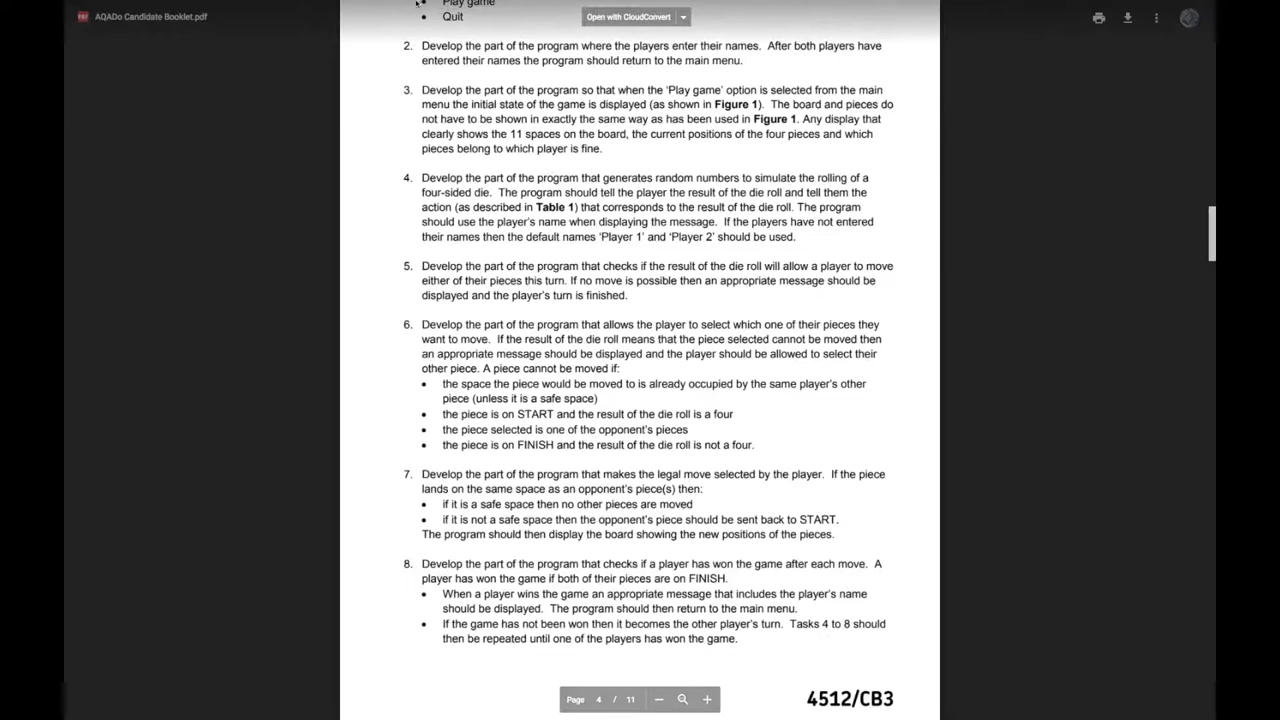 PDF AQADo Candidate Booklet.pdf
Open with CloudConvert
• Play game
• Quit
2. Develop the part of the program where the players enter their names. After both players have
entered their names the program should return to the main menu.
3. Develop the part of the program so that when the ‘Play game’ option is selected from the main
menu the initial state of the game is displayed (as shown in Figure 1). The board and pieces do
not have to be shown in exactly the same way as has been used in Figure 1. Any display that
clearly shows the 11 spaces on the board, the current positions of the four pieces and which
pieces belong to which player is fine.
4. Develop the part of the program that generates random numbers to simulate the rolling of a
four-sided die. The program should tell the player the result of the die roll and tell them the
action (as described in Table 1) that corresponds to the result of the die roll. The program
should use the player’s name when displaying the message. If the players have not entered
their names then the default names ‘Player 1’ and ‘Player 2’ should be used.
5. Develop the part of the program that checks if the result of the die roll will allow a player to move
either of their pieces this turn. If no move is possible then an appropriate message should be
displayed and the player’s turn is finished.
6. Develop the part of the program that allows the player to select which one of their pieces they
want to move. If the result of the die roll means that the piece selected cannot be moved then
an appropriate message should be displayed and the player should be allowed to select their
other piece. A piece cannot be moved if:
• the space the piece would be moved to is already occupied by the same player’s other
piece (unless it is a safe space)
• the piece is on START and the result of the die roll is a four
• the piece selected is one of the opponent’s pieces
• the piece is on FINISH and the result of the die roll is not a four.
7. Develop the part of the program that makes the legal move selected by the player. If the piece
lands on the same space as an opponent’s piece(s) then:
• if it is a safe space then no other pieces are moved
• if it is not a safe space then the opponent’s piece should be sent back to START.
The program should then display the board showing the new positions of the pieces.
8. Develop the part of the program that checks if a player has won the game after each move. A
player has won the game if both of their pieces are on FINISH.
• When a player wins the game an appropriate message that includes the player’s name
should be displayed. The program should then return to the main menu.
• If the game has not been won then it becomes the other player’s turn. Tasks 4 to 8 should
then be repeated until one of the players has won the game.
Page 4 / 11
4512/CB3